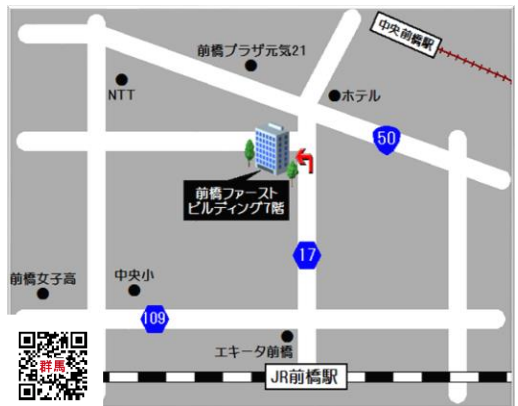 中央前橋駅
前橋プラザ元気21
NTT
ホテル
50
前橋ファースト
ビルディング7階
17
前橋女子高
中央小
109
エキータ前橋
群馬
JR前橋駅